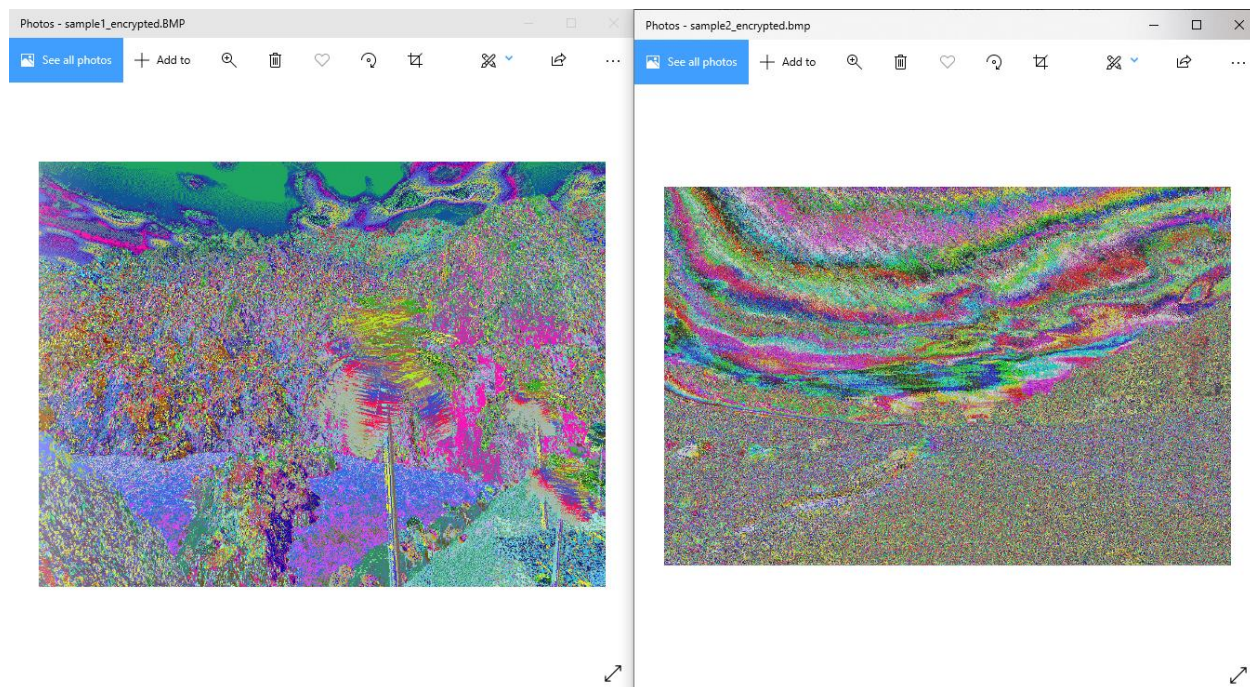 Photos - sample1_encrypted.BMP
See all photos
Add to
Photos - sample2_encrypted.bmp
See all photos
Add to